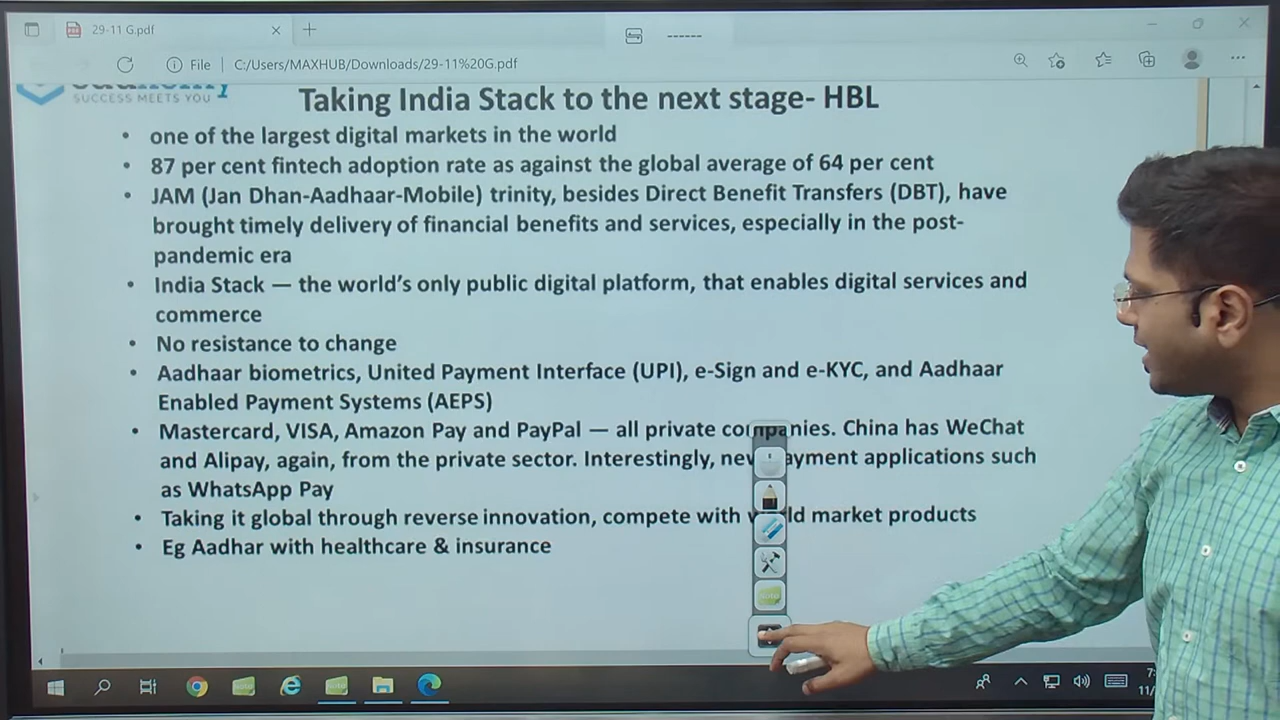 29-11 G.pdf
------
File
C:/Users/MAXHUB/Downloads/29-11%20G.pdf
SUCCESS MEETS YOU
Taking India Stack to the next stage- HBL
• one of the largest digital markets in the world
• 87 per cent fintech adoption rate as against the global average of 64 per cent
• JAM (Jan Dhan-Aadhaar-Mobile) trinity, besides Direct Benefit Transfers (DBT), have
brought timely delivery of financial benefits and services, especially in the post-
pandemic era
• India Stack — the world's only public digital platform, that enables digital services and
commerce
• No resistance to change
• Aadhaar biometrics, United Payment Interface (UPI), e-Sign and e-KYC, and Aadhaar
Enabled Payment Systems (AEPS)
• Mastercard, VISA, Amazon Pay and PayPal — all private companies. China has WeChat
and Alipay, again, from the private sector. Interestingly, new payment applications such
as WhatsApp Pay
• Taking it global through reverse innovation, compete with world market products
• Eg Aadhar with healthcare & insurance